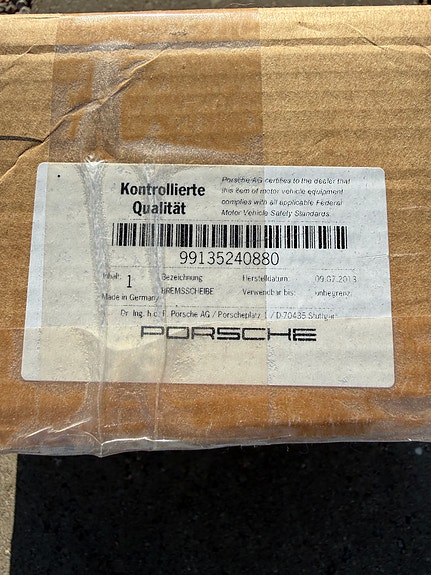 Kontrollierte
Qualität
Porsche AG certifies to the dealer that
this item of motor vehicle equipment
complies with all applicable Federal
Motor Vehicle Safety Standards.
99135240880
Inhalt: 1 Bezeichnung Herstelldatum: 09.07.2013
BREMSSCHEIBE Verwendbar bis: unbegrenz
Made in Germany
Dr. Ing. h.c. F. Porsche AG / Porscheplatz 1 / D-70435 Stuttgart
PORSCHE